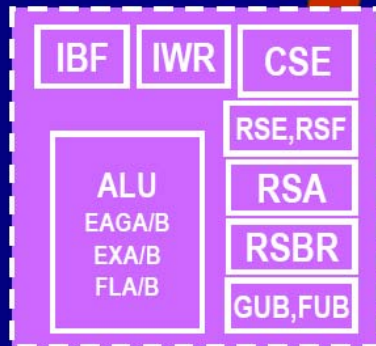 IBF
IWR
CSE
RSE,RSF
ALU
EAGA/B
EXA/B
FLA/B
RSA
RSBR
GUB,FUB